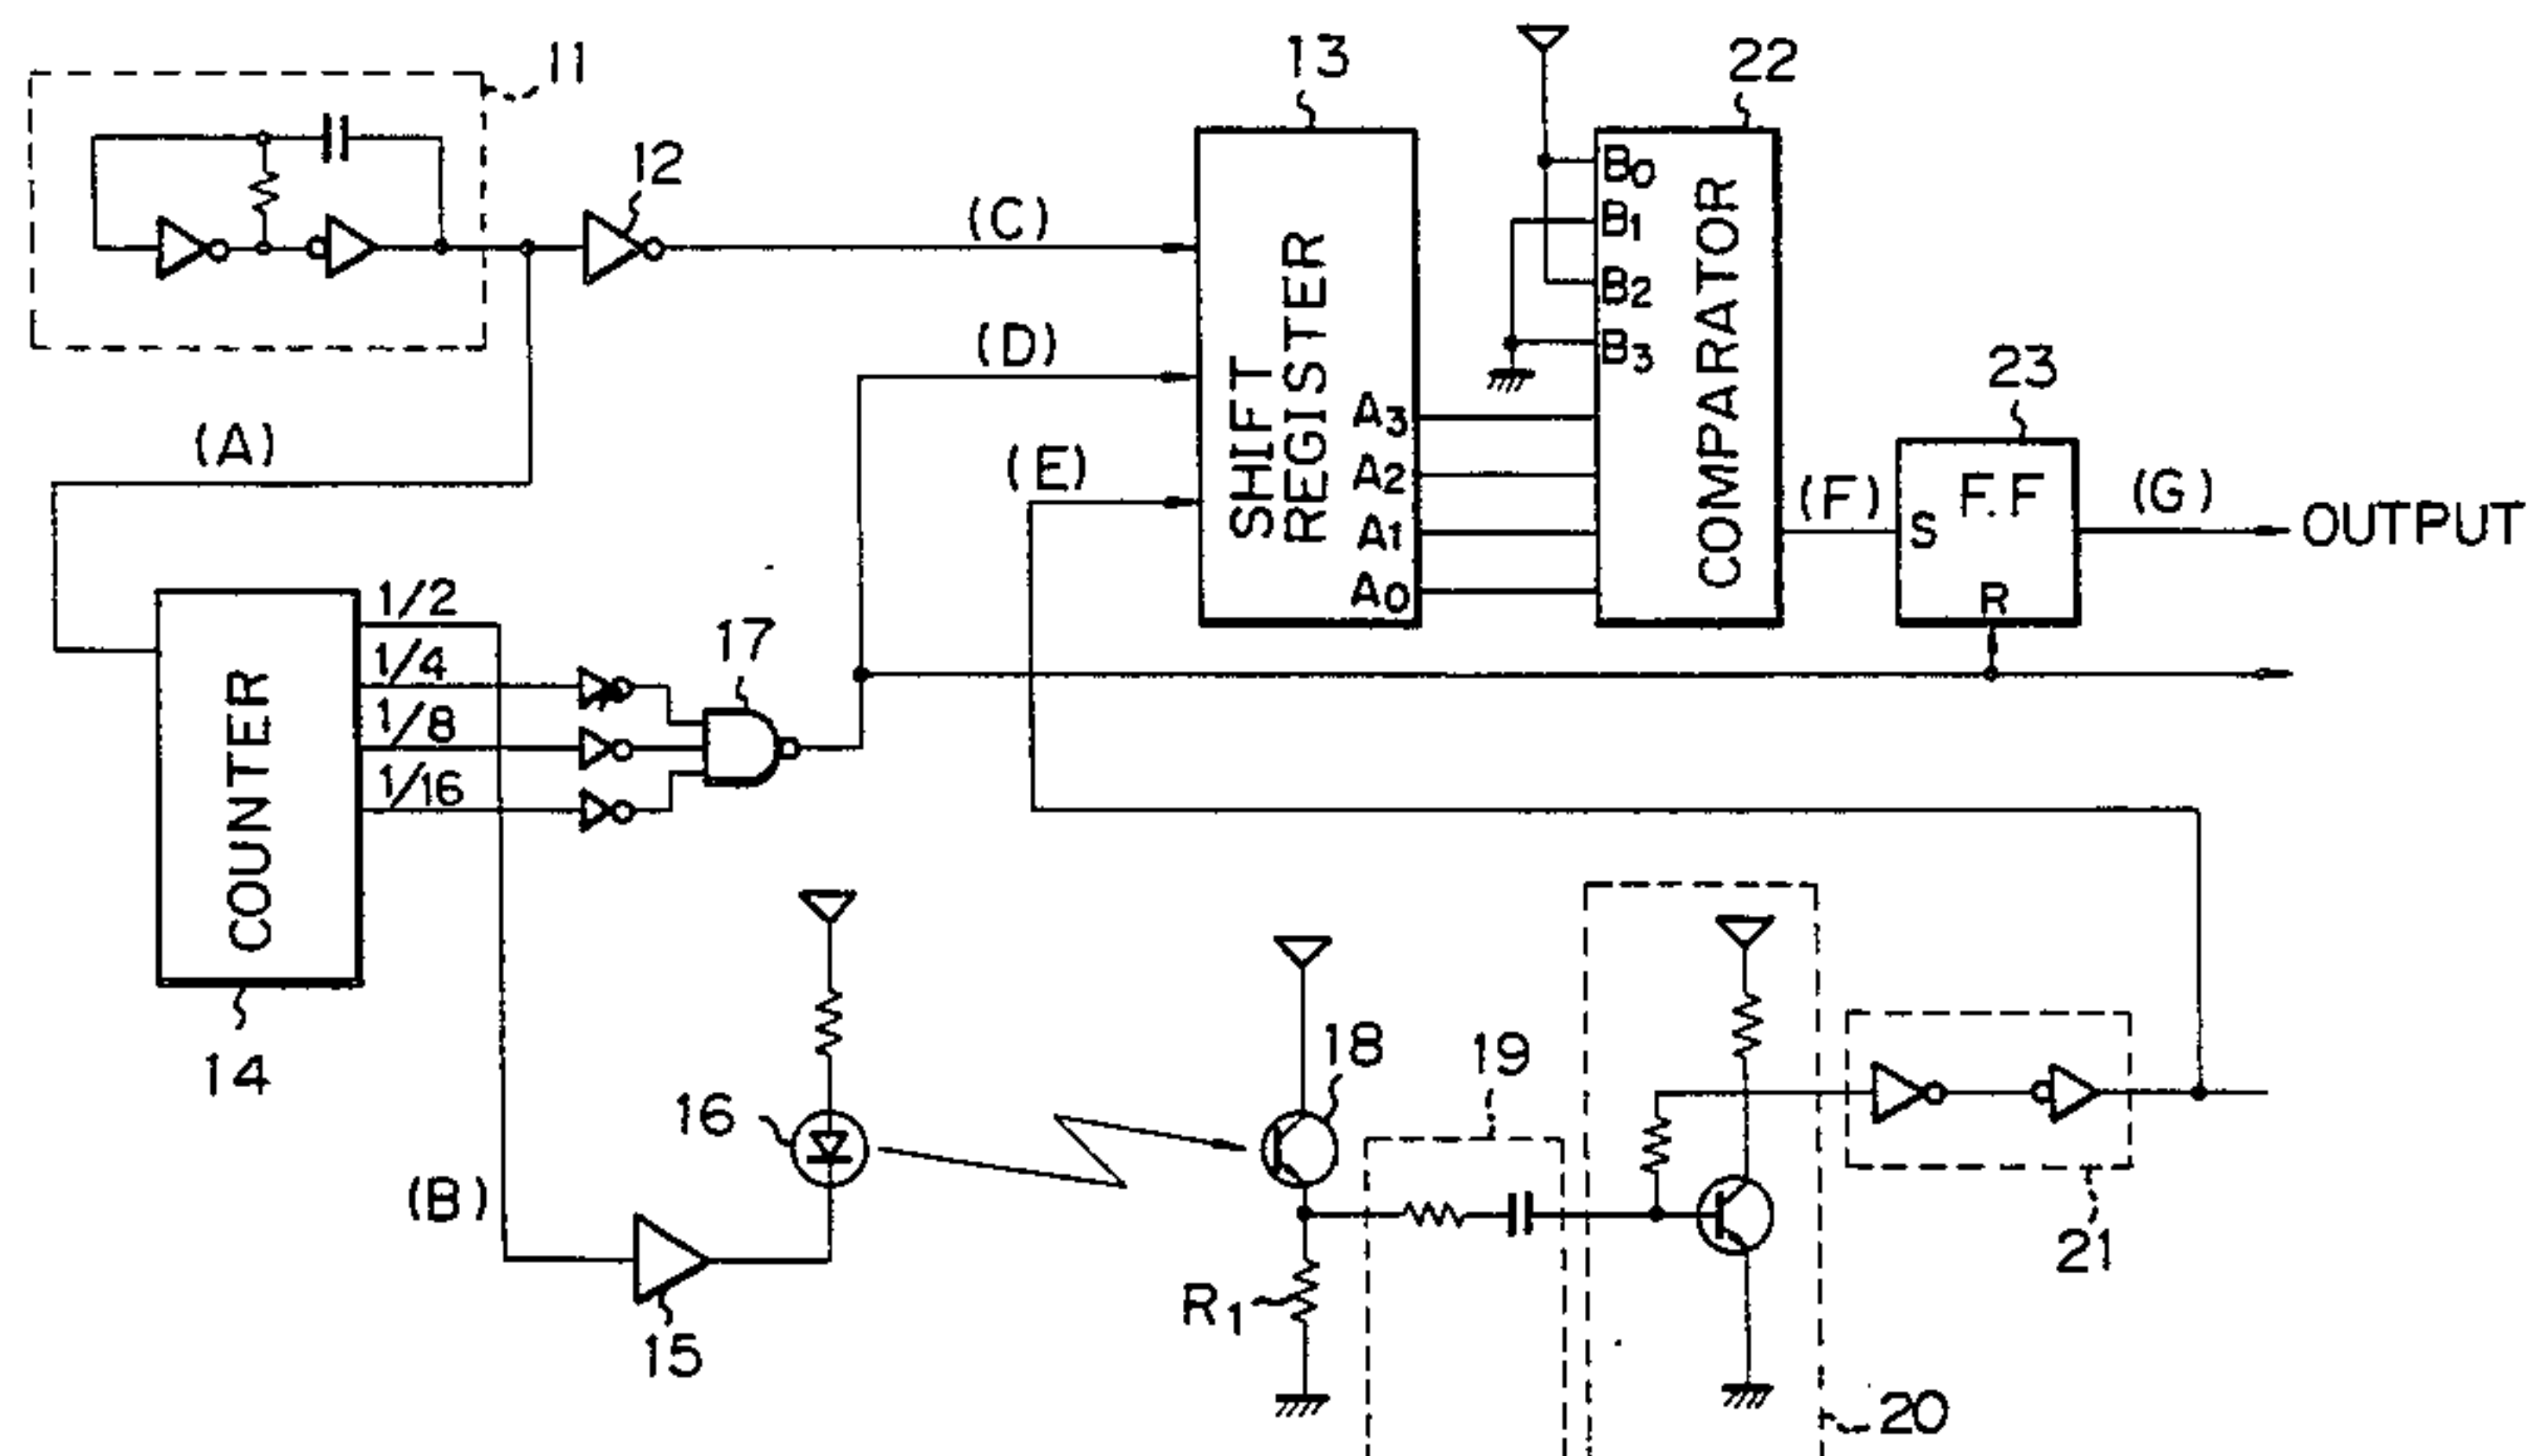 11
12
13
22
(C)
B0
B1
B2
B3
(D)
SHIFT
REGISTER
COMPARATOR
23
(A)
(E)
A3
A2
A1
A0
(F)
S
F.F
R
(G)
OUTPUT
1/2
1/4
1/8
1/16
17
COUNTER
14
16
18
19
(B)
15
R1
21
20